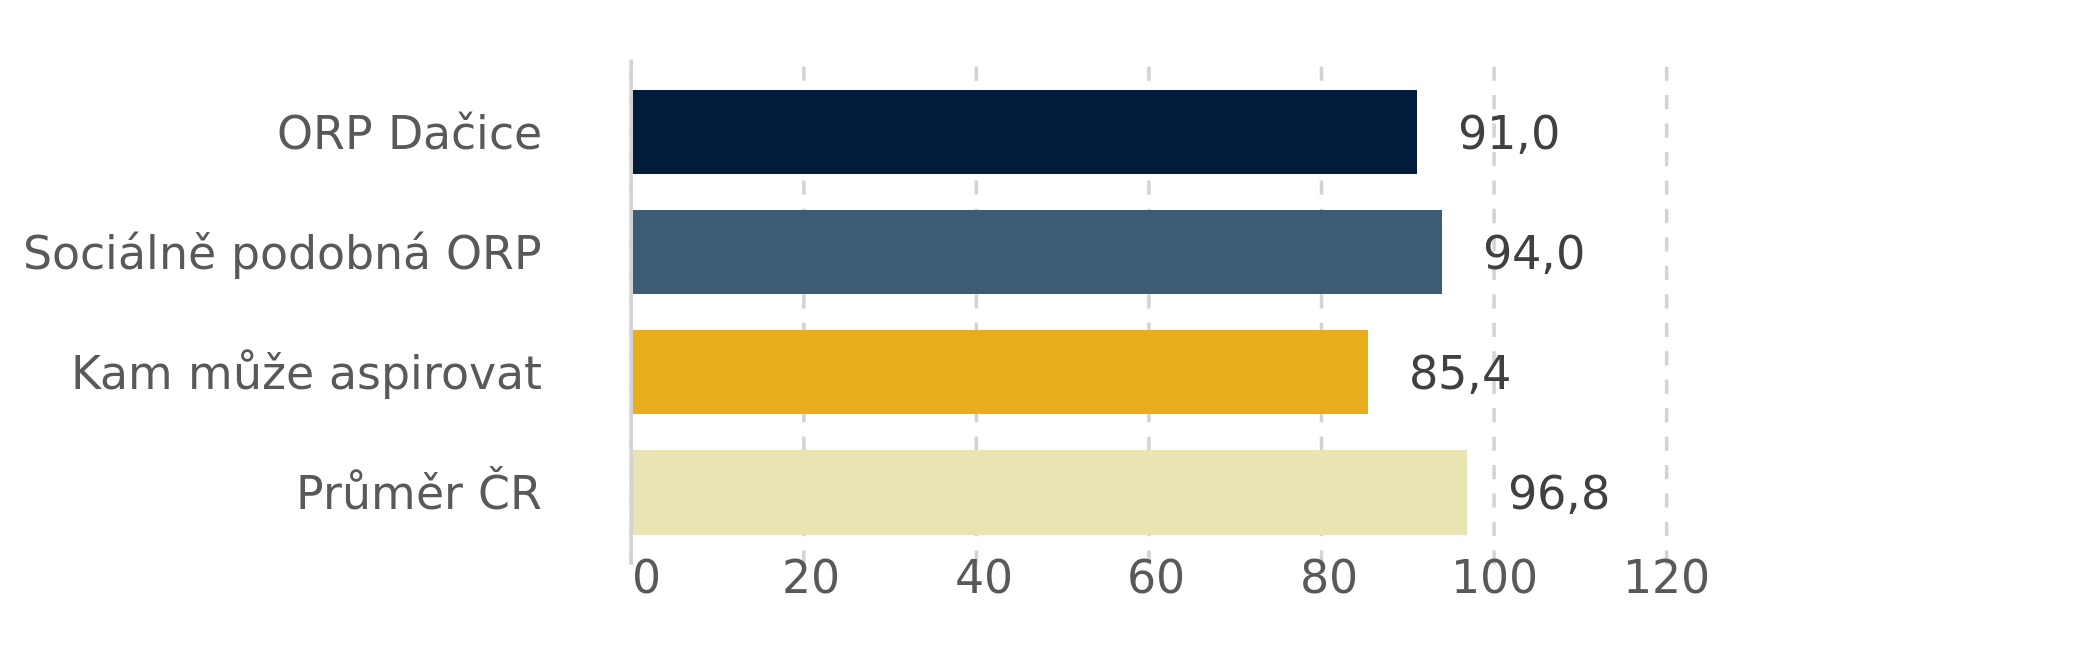 ORP Dačice 91,0
Sociálně podobná ORP 94,0
Kam může aspirovat 85,4
Průměr ČR 96,8
0 20 40 60 80 100 120